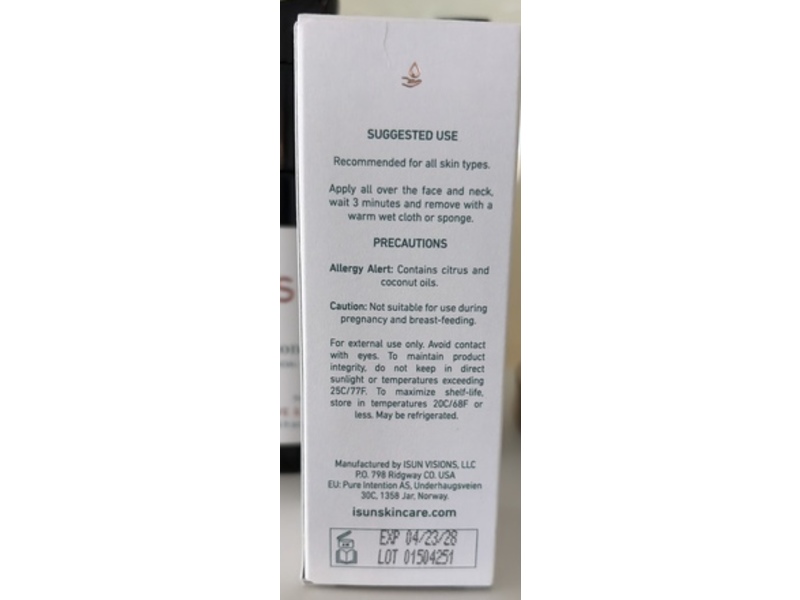 SUGGESTED USE
Recommended for all skin types.
Apply all over the face and neck,
wait 3 minutes and remove with a
warm wet cloth or sponge.
PRECAUTIONS
Allergy Alert: Contains citrus and
coconut oils.
Caution: Not suitable for use during
pregnancy and breast-feeding.
For external use only. Avoid contact
with eyes. To maintain product
integrity, do not keep in direct
sunlight or temperatures exceeding
25C/77F. To maximize shelf-life,
store in temperatures 20C/68F or
less. May be refrigerated.
Manufactured by ISUN VISIONS, LLC
P.O. 798 Ridgway CO. USA
EU: Pure Intention AS, Underhaugsveien
30C, 1358 Jar, Norway.
isunskincare.com
EXP 04/23/28
LOT 01504251